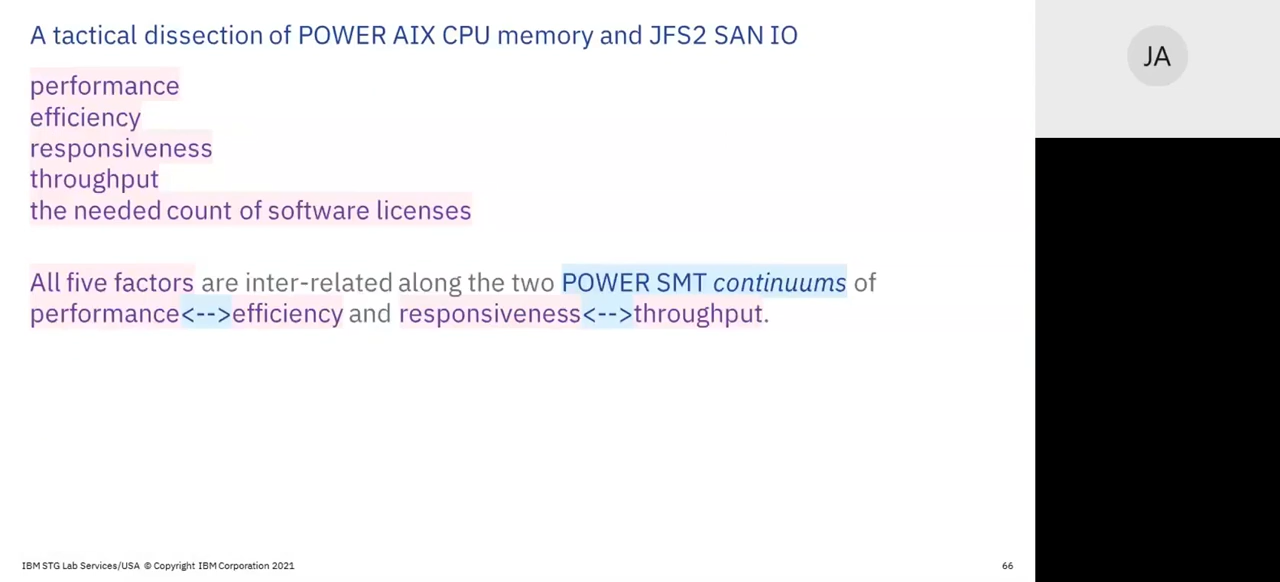 A tactical dissection of POWER AIX CPU memory and JFS2 SAN IO
performance
efficiency
responsiveness
throughput
the needed count of software licenses
All five factors are inter-related along the two POWER SMT continuums of
performance<-->efficiency and responsiveness<-->throughput.
IBM STG Lab Services/USA © Copyright IBM Corporation 2021
66
JA